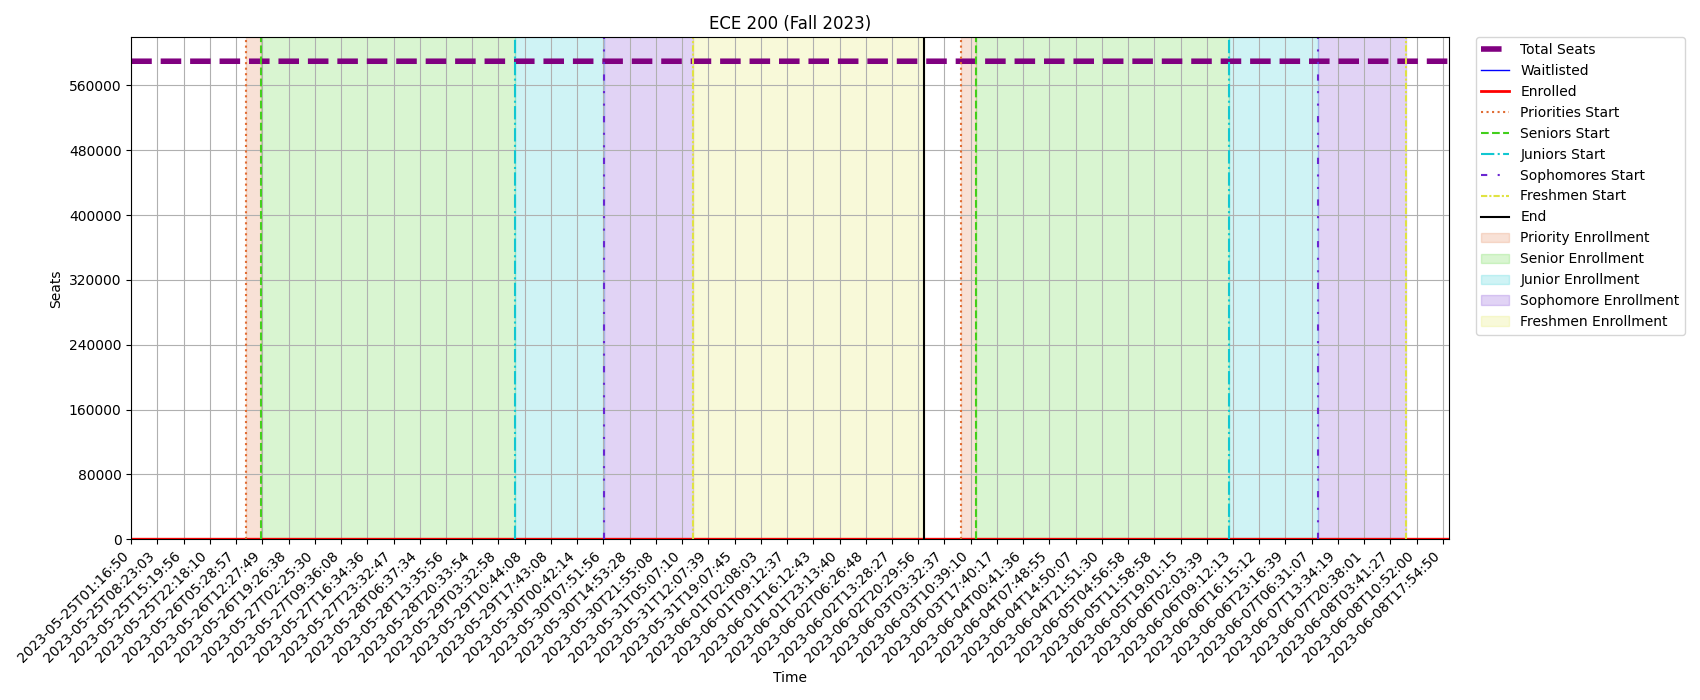 ECE 200 (Fall 2023)
Seats
560000
480000
400000
320000
240000
160000
80000
0
2023-05-25T01:16:50
2023-05-25T08:23:03
2023-05-25T15:19:56
2023-05-25T22:18:10
2023-05-26T05:28:57
2023-05-26T12:27:49
2023-05-26T19:26:38
2023-05-27T02:25:30
2023-05-27T09:36:08
2023-05-27T16:34:36
2023-05-27T23:32:47
2023-05-28T06:37:34
2023-05-28T13:35:56
2023-05-28T20:33:54
2023-05-29T03:32:58
2023-05-29T10:44:08
2023-05-29T17:43:08
2023-05-30T00:42:14
2023-05-30T07:51:56
2023-05-30T14:53:28
2023-05-30T21:55:08
2023-05-31T05:07:10
2023-05-31T12:07:39
2023-05-31T19:07:45
2023-06-01T02:08:03
2023-06-01T09:12:37
2023-06-01T16:12:43
2023-06-01T23:13:40
2023-06-02T06:26:48
2023-06-02T13:28:27
2023-06-02T20:29:56
2023-06-03T03:32:37
2023-06-03T10:39:10
2023-06-03T17:40:17
2023-06-04T00:41:36
2023-06-04T07:48:55
2023-06-04T14:50:07
2023-06-04T21:51:30
2023-06-05T04:56:58
2023-06-05T11:58:58
2023-06-05T19:01:15
2023-06-06T02:03:39
2023-06-06T09:12:13
2023-06-06T16:15:12
2023-06-06T23:16:39
2023-06-07T06:31:07
2023-06-07T13:34:19
2023-06-07T20:38:01
2023-06-08T03:41:27
2023-06-08T10:52:00
2023-06-08T17:54:50
Time
Total Seats
Waitlisted
Enrolled
Priorities Start
Seniors Start
Juniors Start
Sophomores Start
Freshmen Start
End
Priority Enrollment
Senior Enrollment
Junior Enrollment
Sophomore Enrollment
Freshmen Enrollment